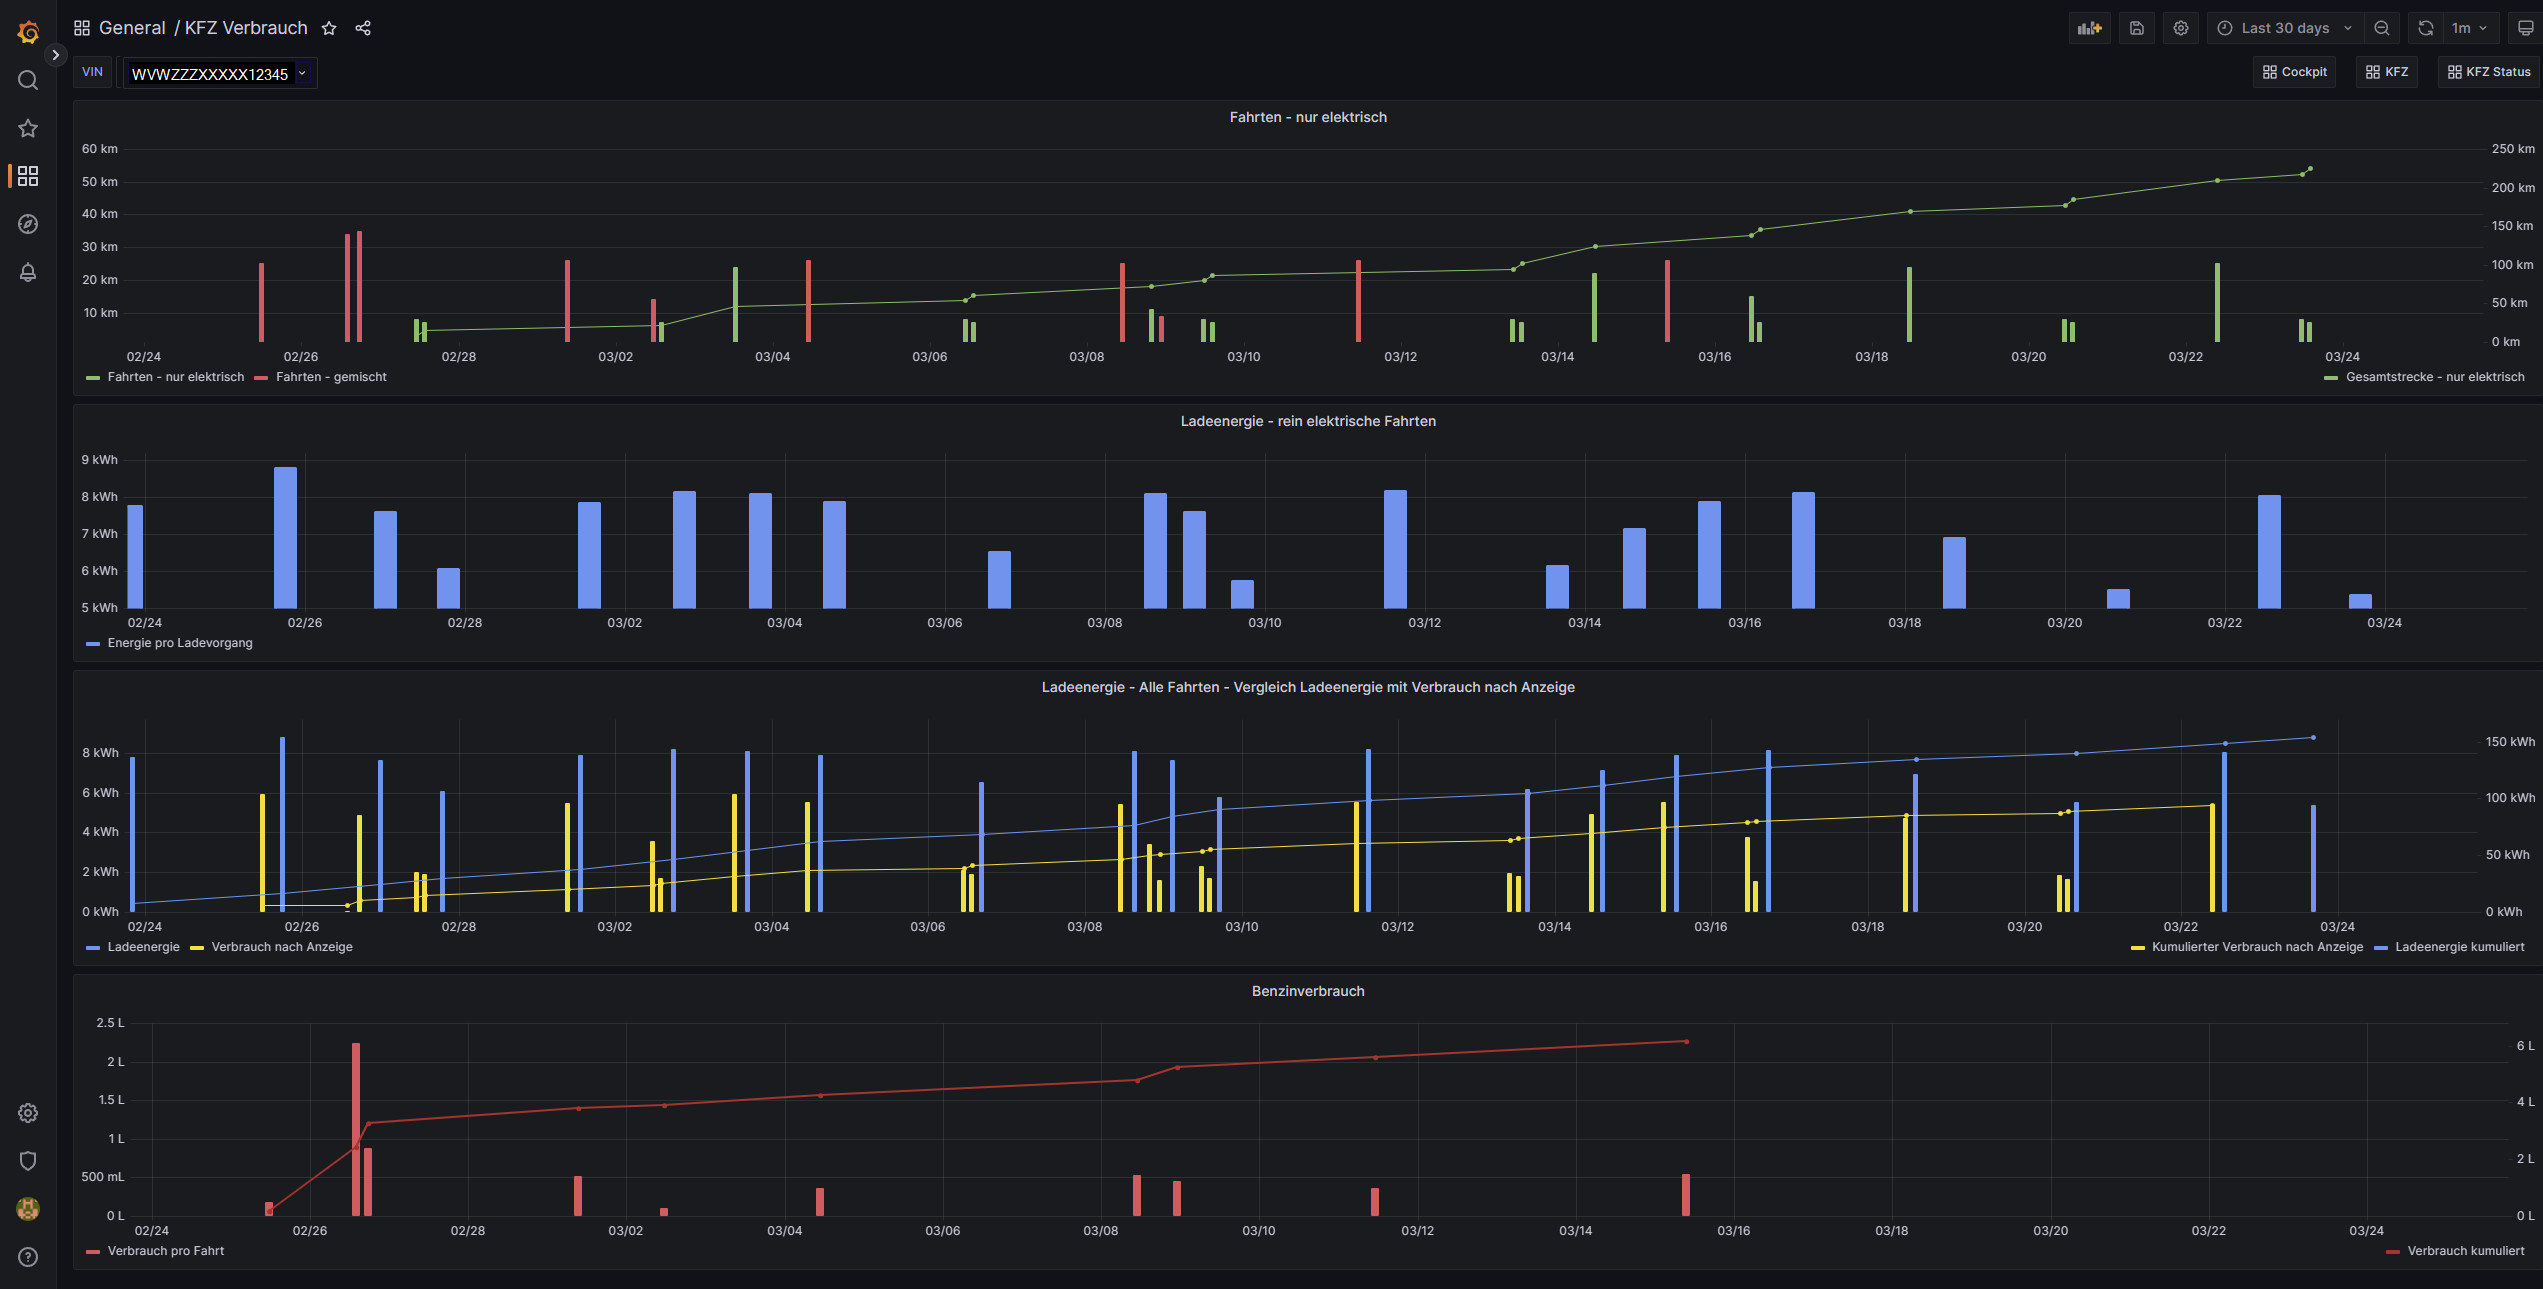 General / KFZ Verbrauch
Last 30 days
1m
VIN WVWZZZXXXXX12345
Cockpit KFZ KFZ Status
Fahrten - nur elektrisch
60 km 250 km
50 km 200 km
40 km
30 km 150 km
20 km 100 km
10 km 50 km
0 km
02/24 02/26 02/28 03/02 03/04 03/06 03/08 03/10 03/12 03/14 03/16 03/18 03/20 03/22 03/24
Fahrten - nur elektrisch Fahrten - gemischt Gesamtstrecke - nur elektrisch
Ladeenergie - rein elektrische Fahrten
9 kWh
8 kWh
7 kWh
6 kWh
5 kWh
02/24 02/26 02/28 03/02 03/04 03/06 03/08 03/10 03/12 03/14 03/16 03/18 03/20 03/22 03/24
Energie pro Ladevorgang
Ladeenergie - Alle Fahrten - Vergleich Ladeenergie mit Verbrauch nach Anzeige
8 kWh 150 kWh
6 kWh 100 kWh
4 kWh
2 kWh 50 kWh
0 kWh 0 kWh
02/24 02/26 02/28 03/02 03/04 03/06 03/08 03/10 03/12 03/14 03/16 03/18 03/20 03/22 03/24
Ladeenergie Verbrauch nach Anzeige Kumulierter Verbrauch nach Anzeige Ladeenergie kumuliert
Benzinverbrauch
2.5 L
2 L 6 L
1.5 L 4 L
1 L
500 mL 2 L
0 L 0 L
02/24 02/26 02/28 03/02 03/04 03/06 03/08 03/10 03/12 03/14 03/16 03/18 03/20 03/22 03/24
Verbrauch pro Fahrt Verbrauch kumuliert